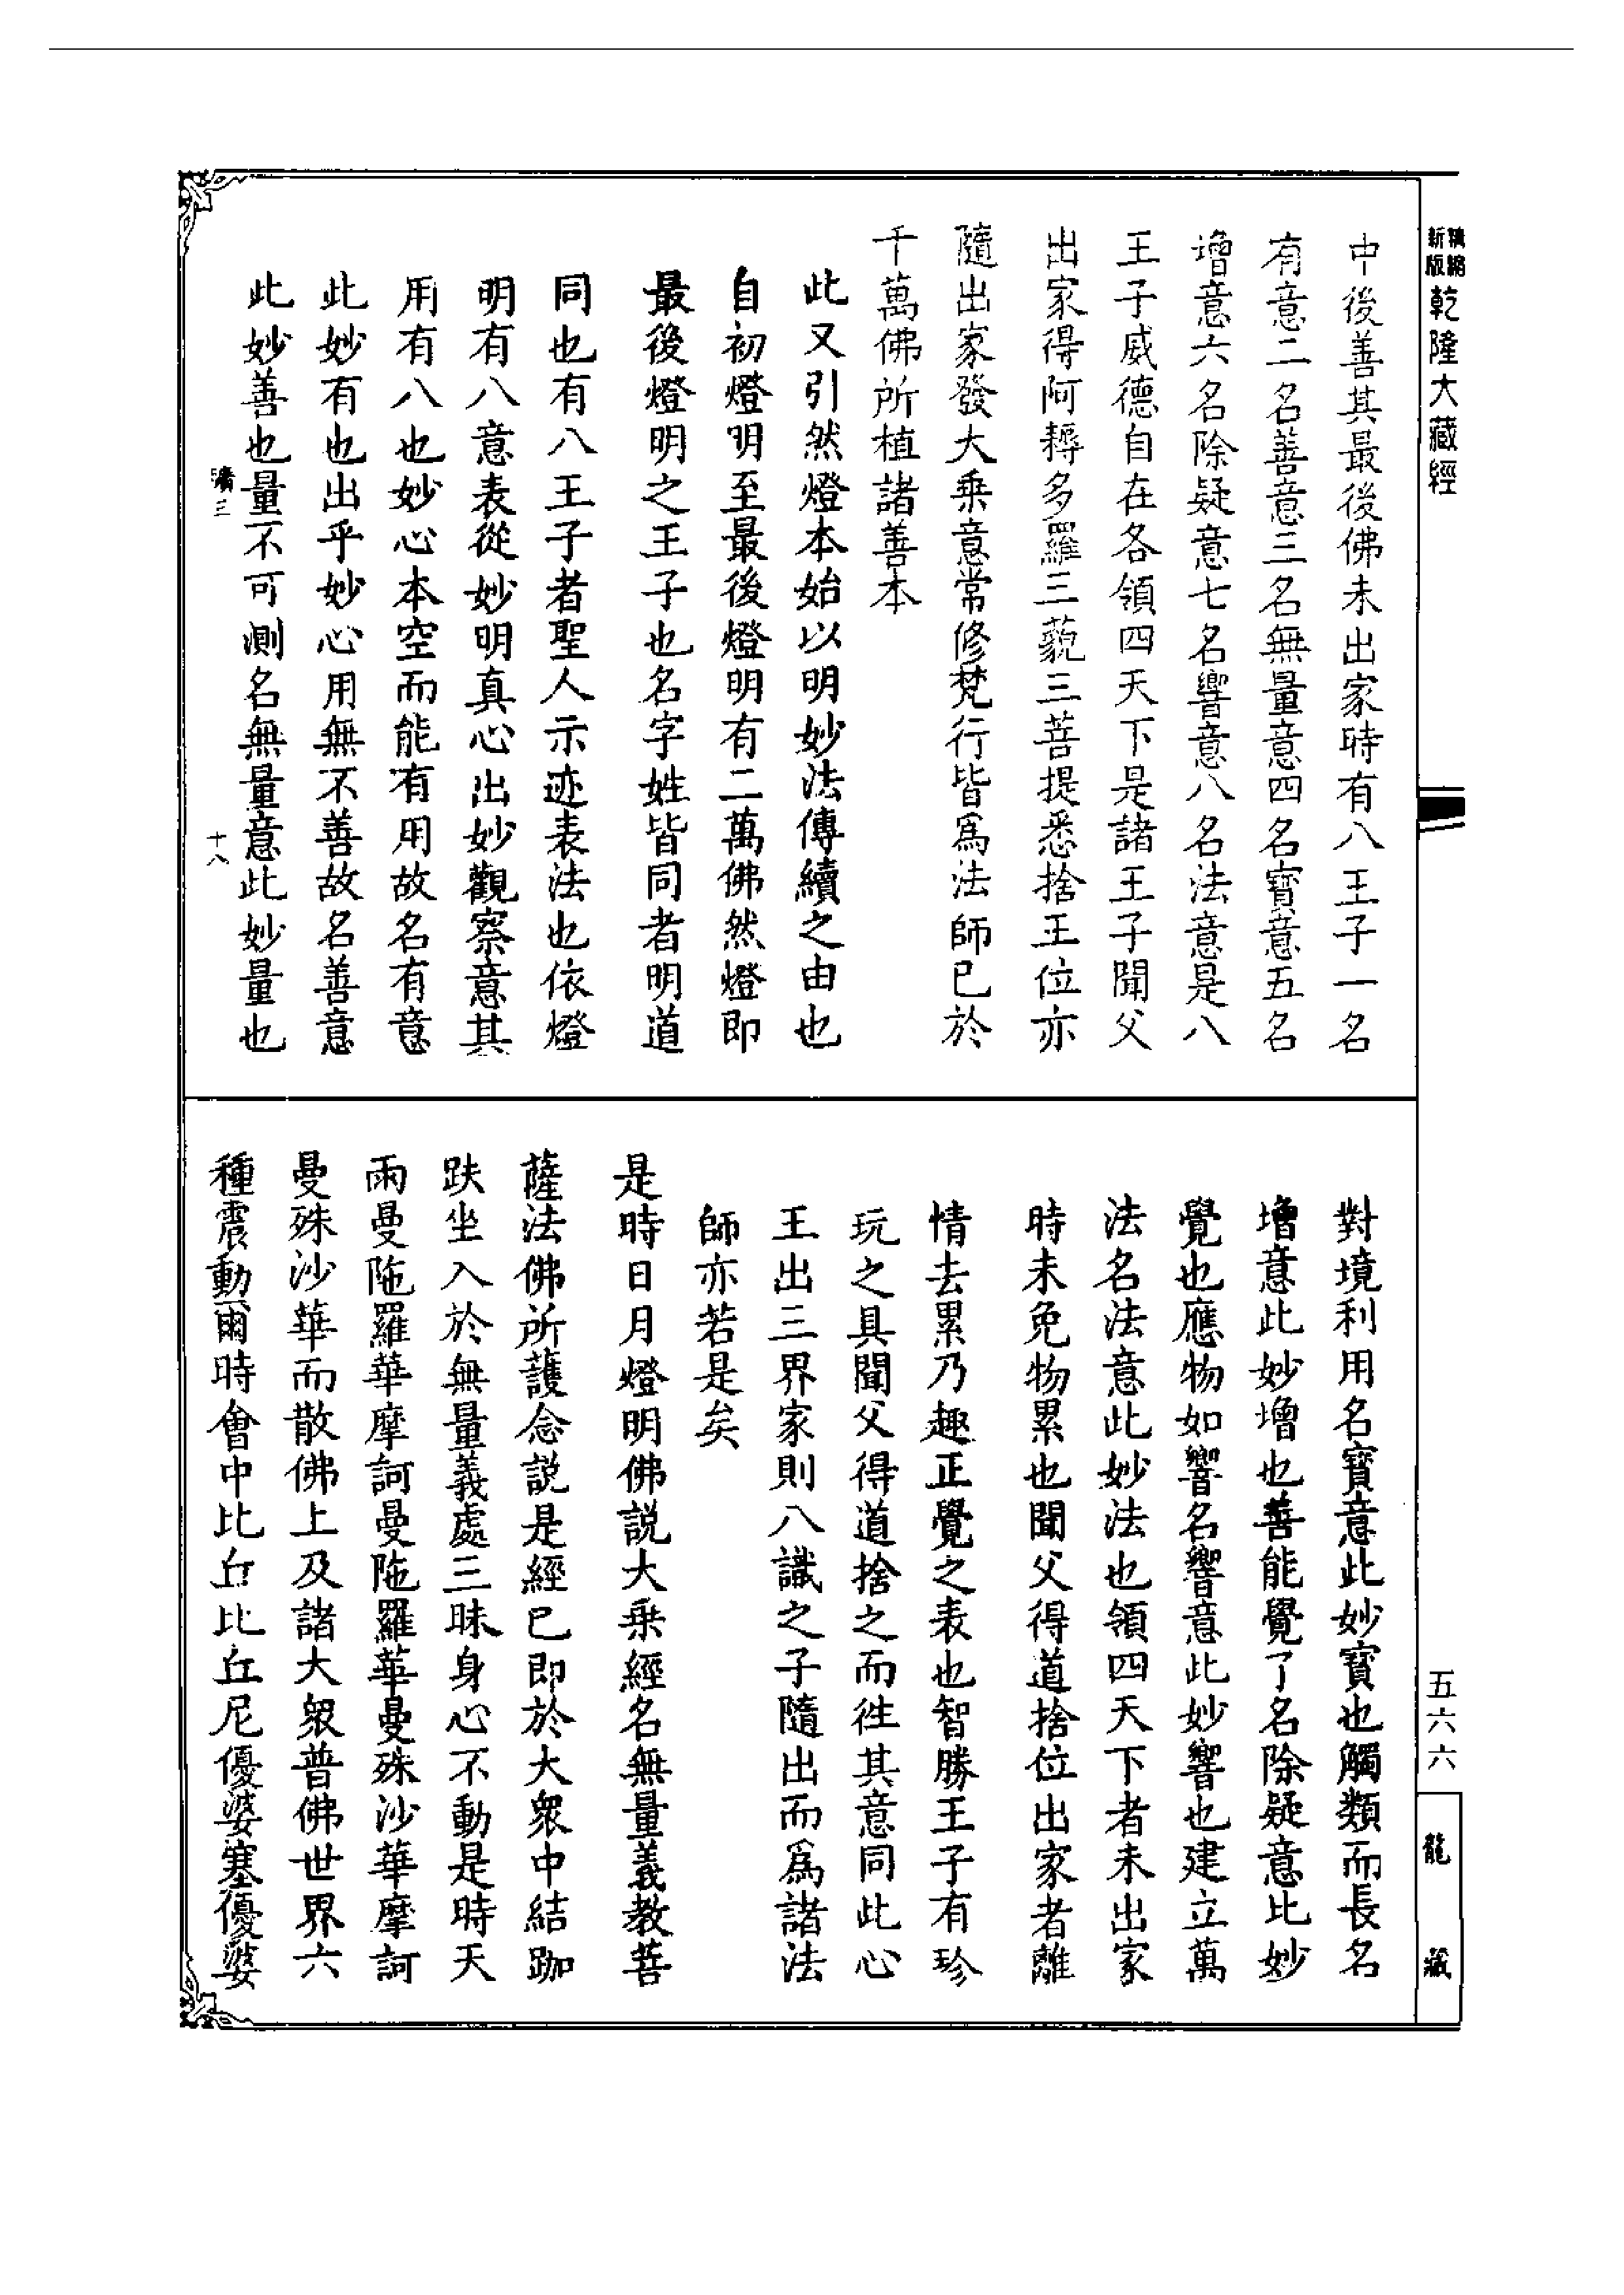 精縮
新版
乾隆大藏經
中後善其最後佛未出家時有八王子一名
有意二名善意三名無量意四名寶意五名
增意六名除疑意七名響意八名法意是八
王子威德自在各領四天下是諸王子聞父
出家得阿耨多羅三藐三菩提悉捨王位亦
隨出家發大乘意常修梵行皆爲法師已於
千萬佛所植諸善本
此又引然燈本始以明妙法傳續之由也
自初燈明至最後燈明有二萬佛然燈即
最後燈明之王子也名字姓皆同者明道
同也有八王子者聖人示迹表法也依燈
明有八意表從妙明真心出妙觀察意其
用有八也妙心本空而能有用故名有意
此妙有也出乎妙心用無不善故名善意
此妙善也量不可測名無量意此妙量也
三
十八
對境利用名寶意此妙寶也觸類而長名
增意此妙增也善能覺了名除疑意比妙
覺也應物如響名響意此妙響也建立萬
法名法意此妙法也領四天下者未出家
時未免物累也聞父得道捨位出家者離
情去累乃趣正覺之表也智勝王子有珍
玩之具聞父得道捨之而徃其意同此心
王出三界家則八識之子隨出而爲諸法
師亦若是矣
是時日月燈明佛説大乘經名無量義教菩
薩法佛所護念説是經已即於大衆中結跏
趺坐入於無量義處三昧身心不動是時天
雨曼陁羅華摩訶曼陁羅華曼殊沙華摩訶
曼殊沙華而散佛上及諸大衆普佛世界六
種震動爾時會中比丘比丘尼優婆塞優婆
五六六
龍藏